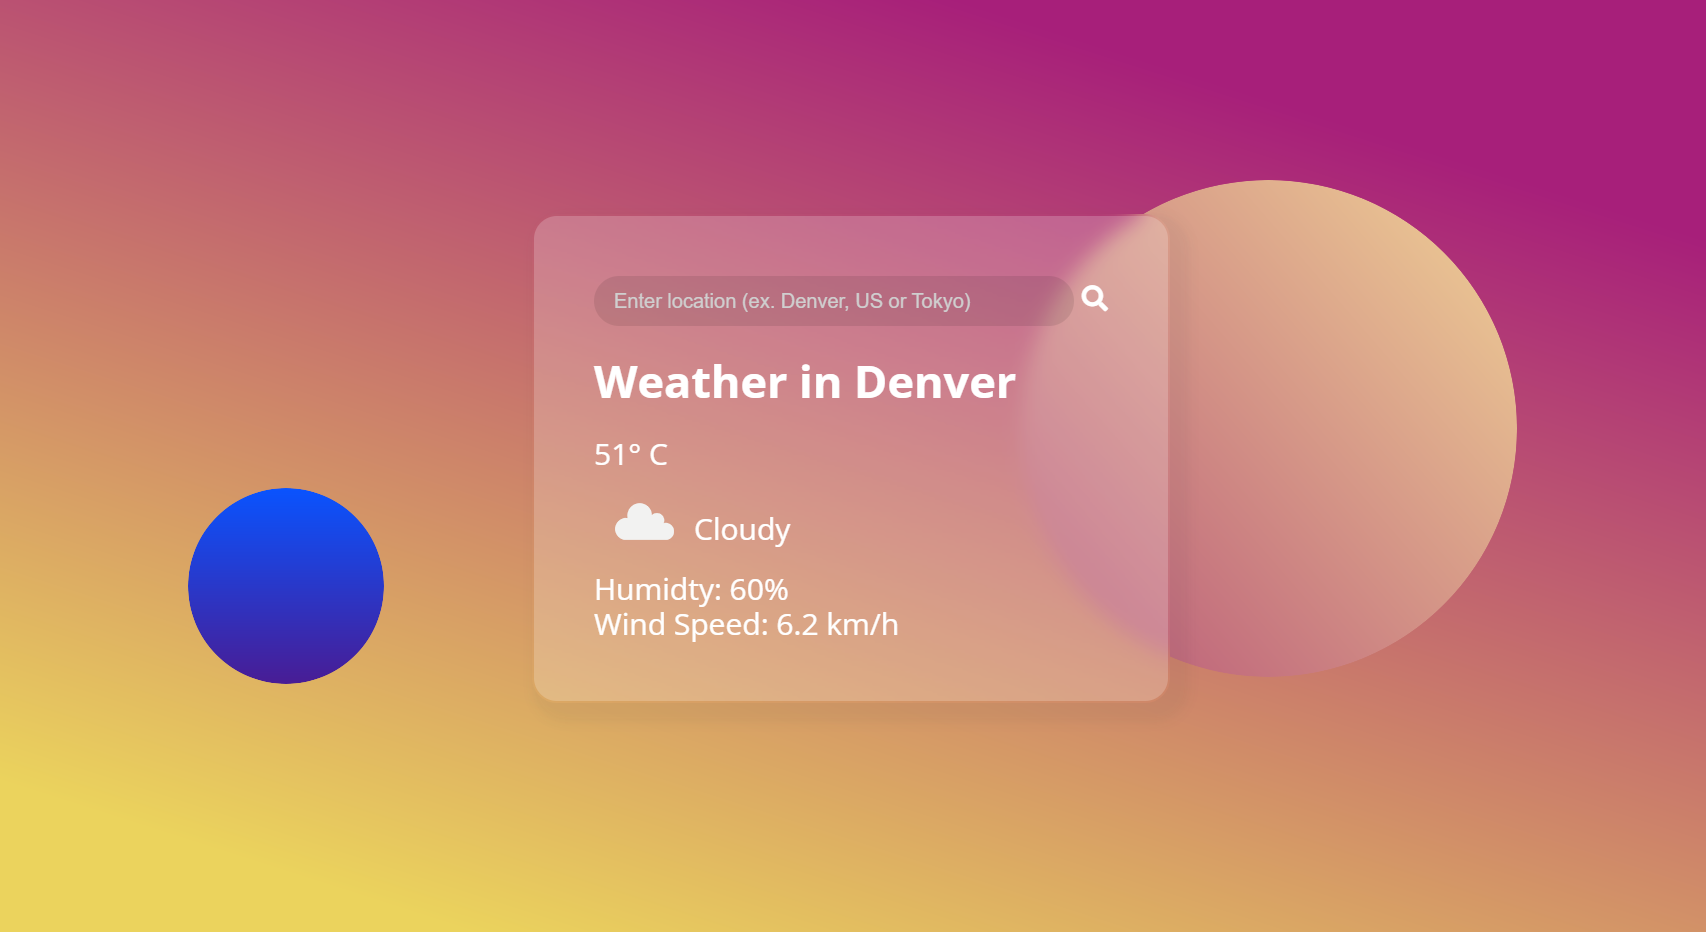 Enter location (ex. Denver, US or Tokyo)
Weather in Denver
51° C
Cloudy
Humidty: 60%
Wind Speed: 6.2 km/h